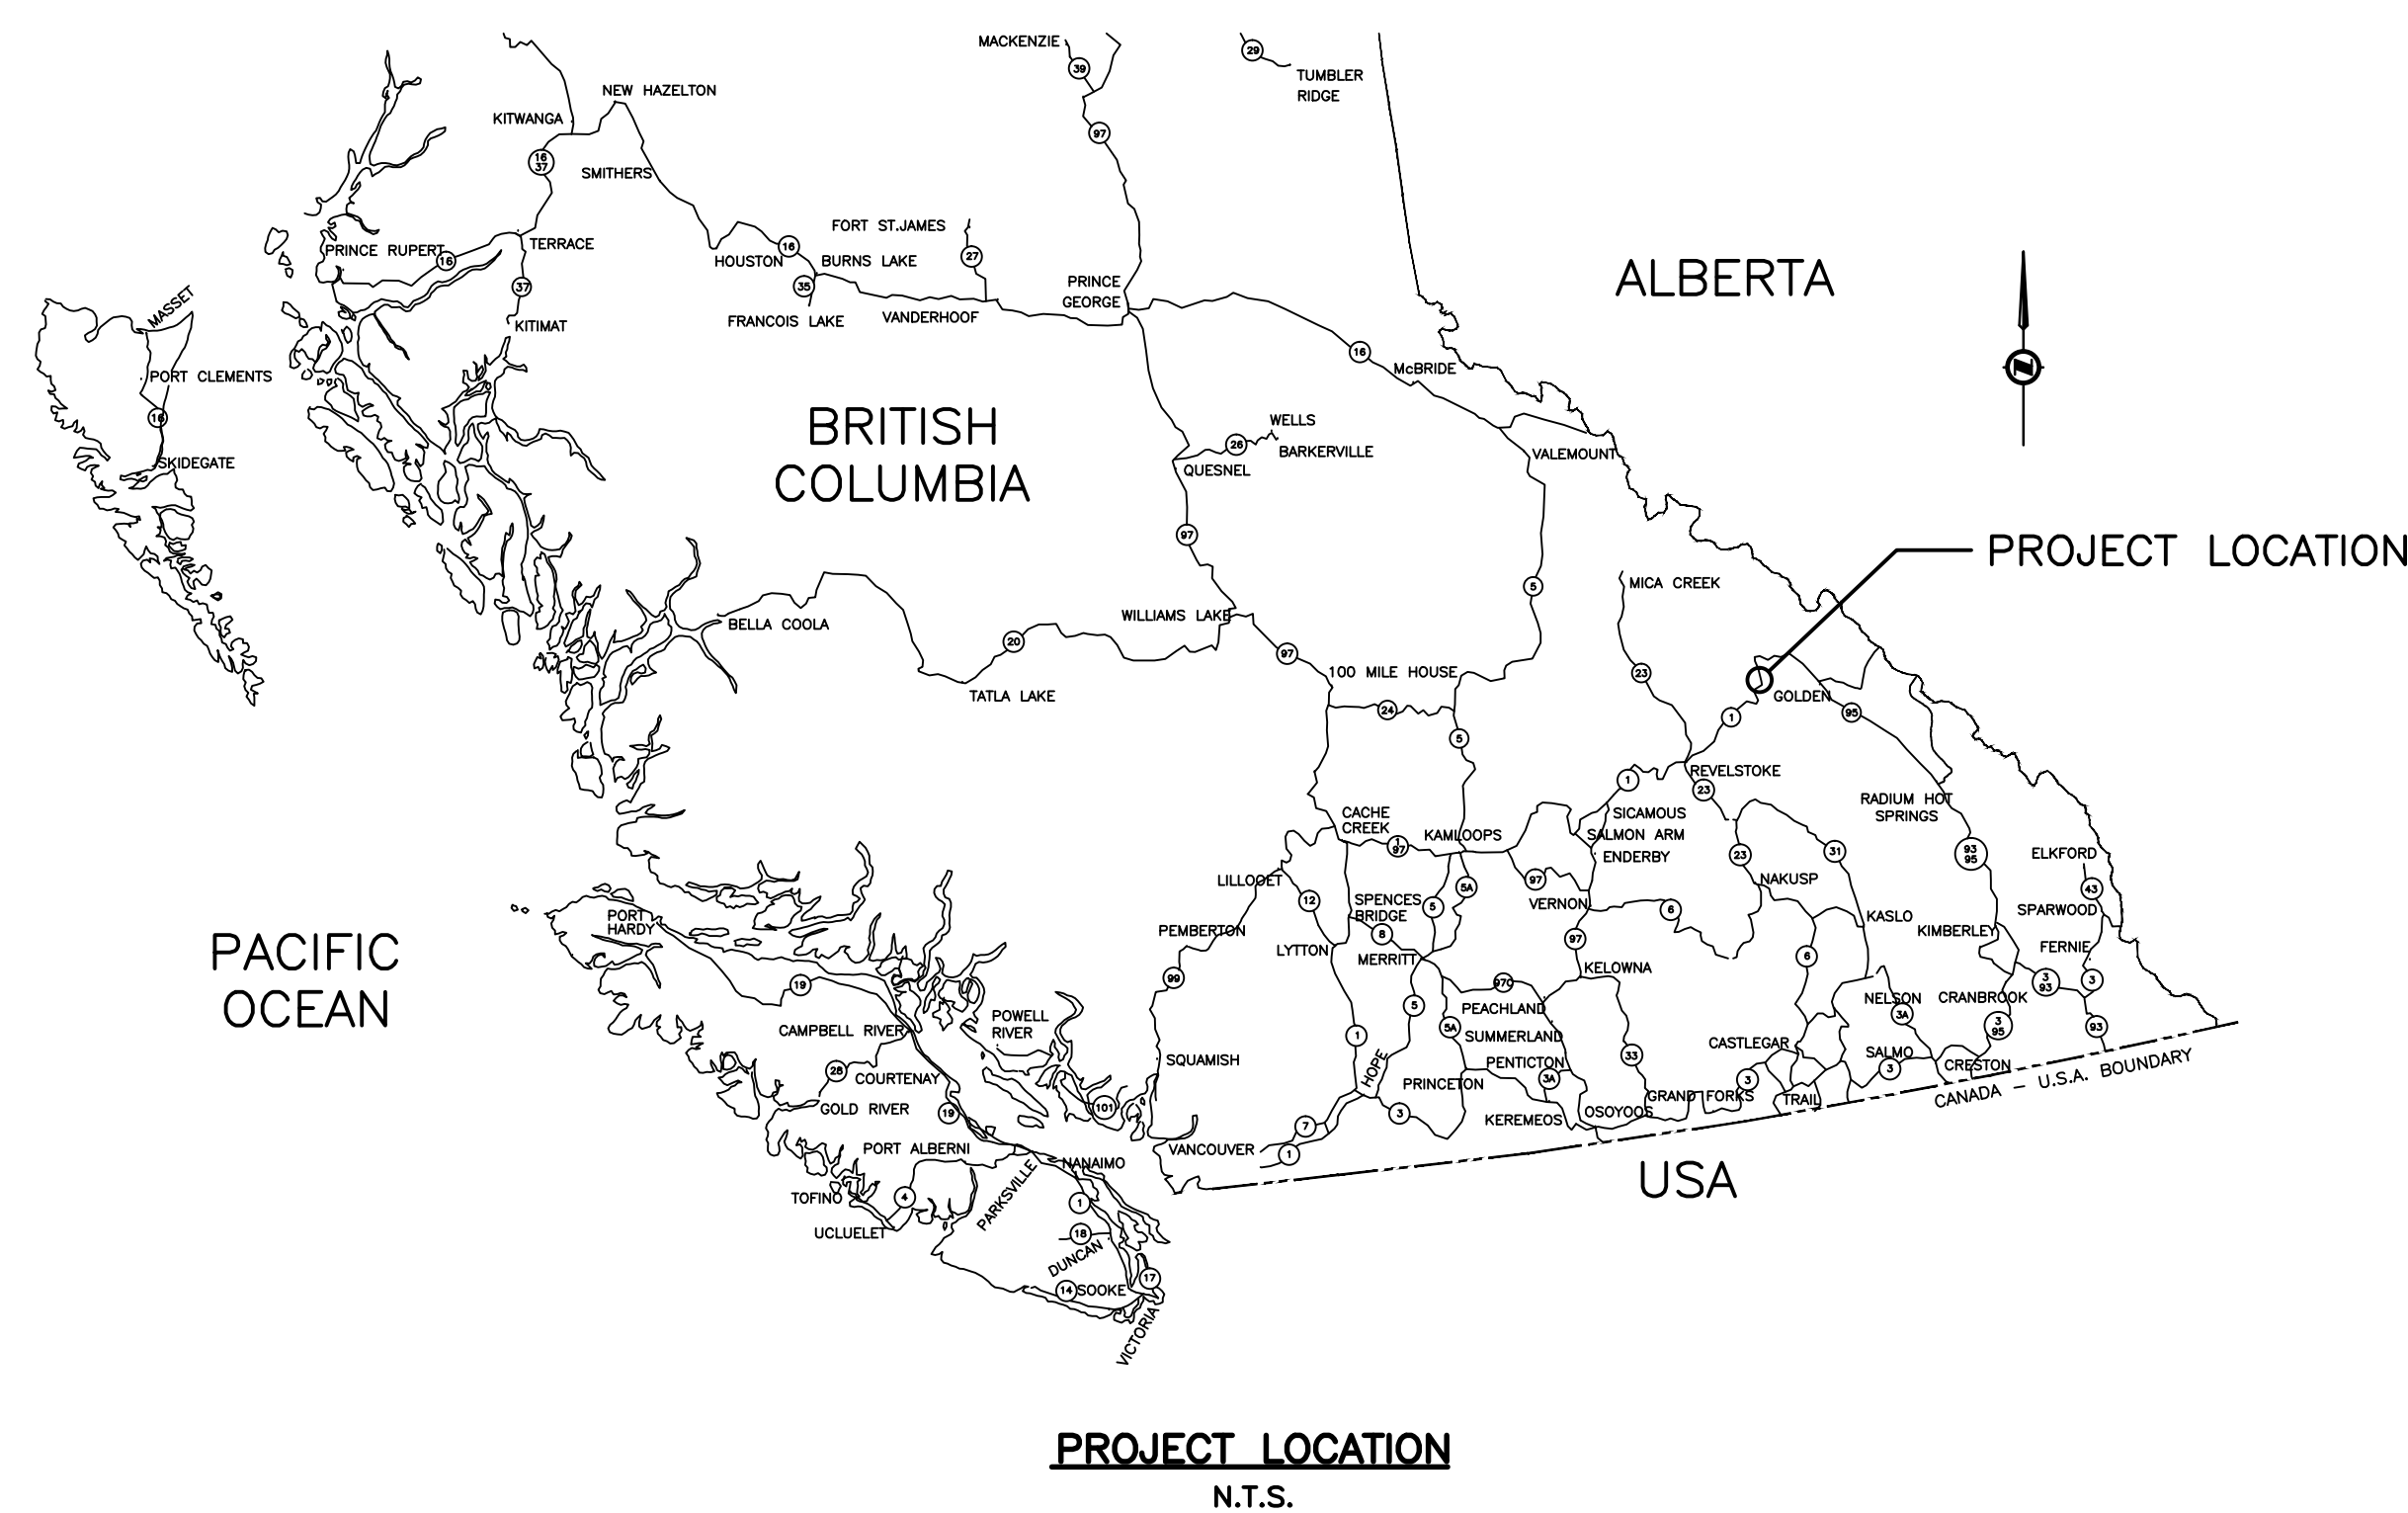 MACKENZIE
39
29
TUMBLER
RIDGE
NEW HAZELTON
KITWANGA
97
16
37
SMITHERS
FORT ST.JAMES
PRINCE RUPERT
16
TERRACE
16
27
HOUSTON
BURNS LAKE
ALBERTA
37
35
PRINCE
GEORGE
MASSET
KITIMAT
FRANCOIS LAKE
VANDERHOOF
16
McBRIDE
PORT CLEMENTS
16
BRITISH
COLUMBIA
WELLS
26
BARKERVILLE
VALEMOUNT
SKIDEGATE
QUESNEL
97
PROJECT LOCATION
5
MICA CREEK
WILLIAMS LAKE
BELLA COOLA
20
97
100 MILE HOUSE
23
TATLA LAKE
GOLDEN
24
1
95
5
REVELSTOKE
1
23
RADIUM HOT
SPRINGS
CACHE
CREEK
SICAMOUS
KAMLOOPS
SALMON ARM
1
97
ENDERBY
23
31
93
95
ELKFORD
LILLOOET
5A
97
NAKUSP
43
12
SPENCES
BRIDGE
5
VERNON
6
KASLO
SPARWOOD
PORT
HARDY
PEMBERTON
8
97
KIMBERLEY
PACIFIC
OCEAN
LYTTON
MERRITT
6
FERNIE
99
KELOWNA
19
97C
3
93
3
NELSON
CRANBROOK
5
PEACHLAND
3A
POWELL
RIVER
CAMPBELL RIVER
1
5A
SUMMERLAND
3
95
93
SQUAMISH
HOPE
PENTICTON
33
CASTLEGAR
SALMO
28
COURTENAY
PRINCETON
3A
3
3
CRESTON
CANADA - U.S.A. BOUNDARY
GOLD RIVER
19
101
3
KEREMEOS
OSOYOOS
GRAND FORKS
TRAIL
7
PORT ALBERNI
VANCOUVER
1
NANAIMO
USA
TOFINO
4
PARKSVILLE
1
UCLUELET
18
DUNCAN
17
14
SOOKE
VICTORIA
PROJECT LOCATION
N.T.S.